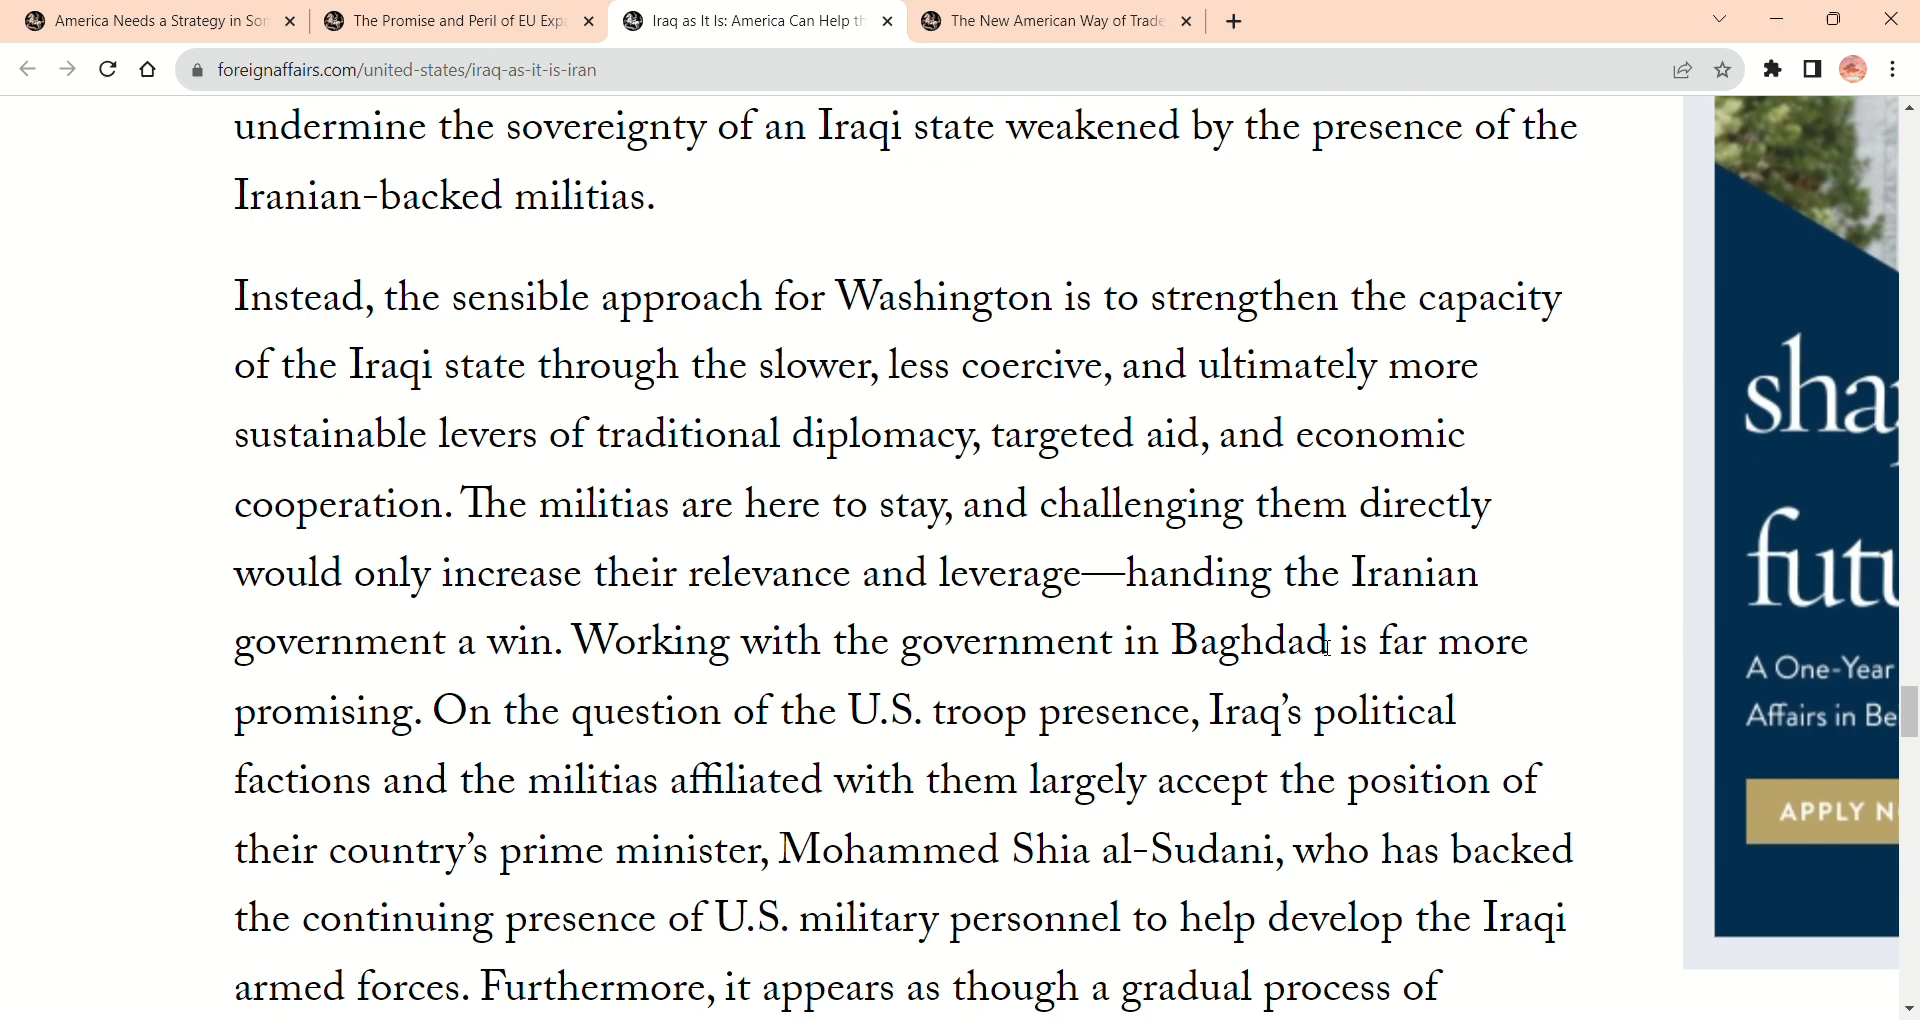 America Needs a Strategy in So
The Promise and Peril of EU Exp
Iraq as It Is: America Can Help th
The New American Way of Trade
foreignaffairs.com/united-states/iraq-as-it-is-iran
undermine the sovereignty of an Iraqi state weakened by the presence of the
Iranian-backed militias.
Instead, the sensible approach for Washington is to strengthen the capacity
of the Iraqi state through the slower, less coercive, and ultimately more
sustainable levers of traditional diplomacy, targeted aid, and economic
cooperation. The militias are here to stay, and challenging them directly
would only increase their relevance and leverage—handing the Iranian
government a win. Working with the government in Baghdad is far more
promising. On the question of the U.S. troop presence, Iraq’s political
factions and the militias affiliated with them largely accept the position of
their country’s prime minister, Mohammed Shia al-Sudani, who has backed
the continuing presence of U.S. military personnel to help develop the Iraqi
armed forces. Furthermore, it appears as though a gradual process of
sha
futu
A One-Year
Affairs in Be
APPLY N